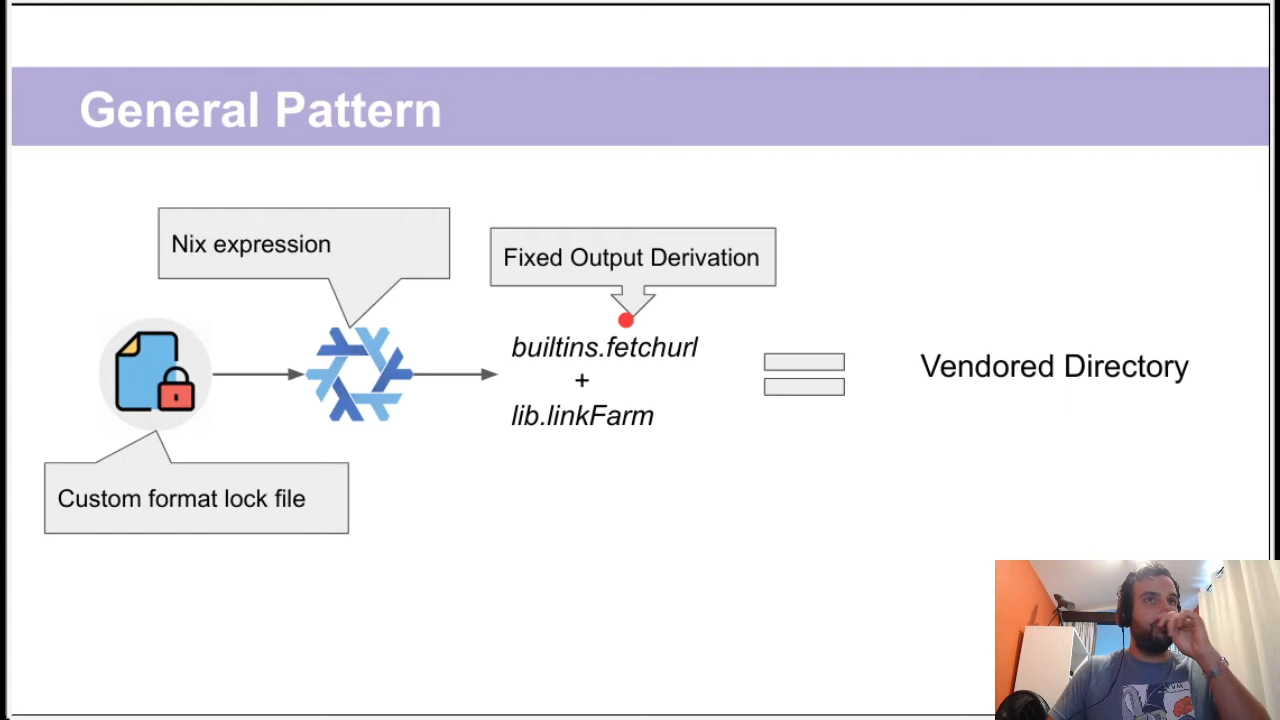 General Pattern
Nix expression
Fixed Output Derivation
builtins.fetchurl
+
lib.linkFarm
Vendored Directory
Custom format lock file